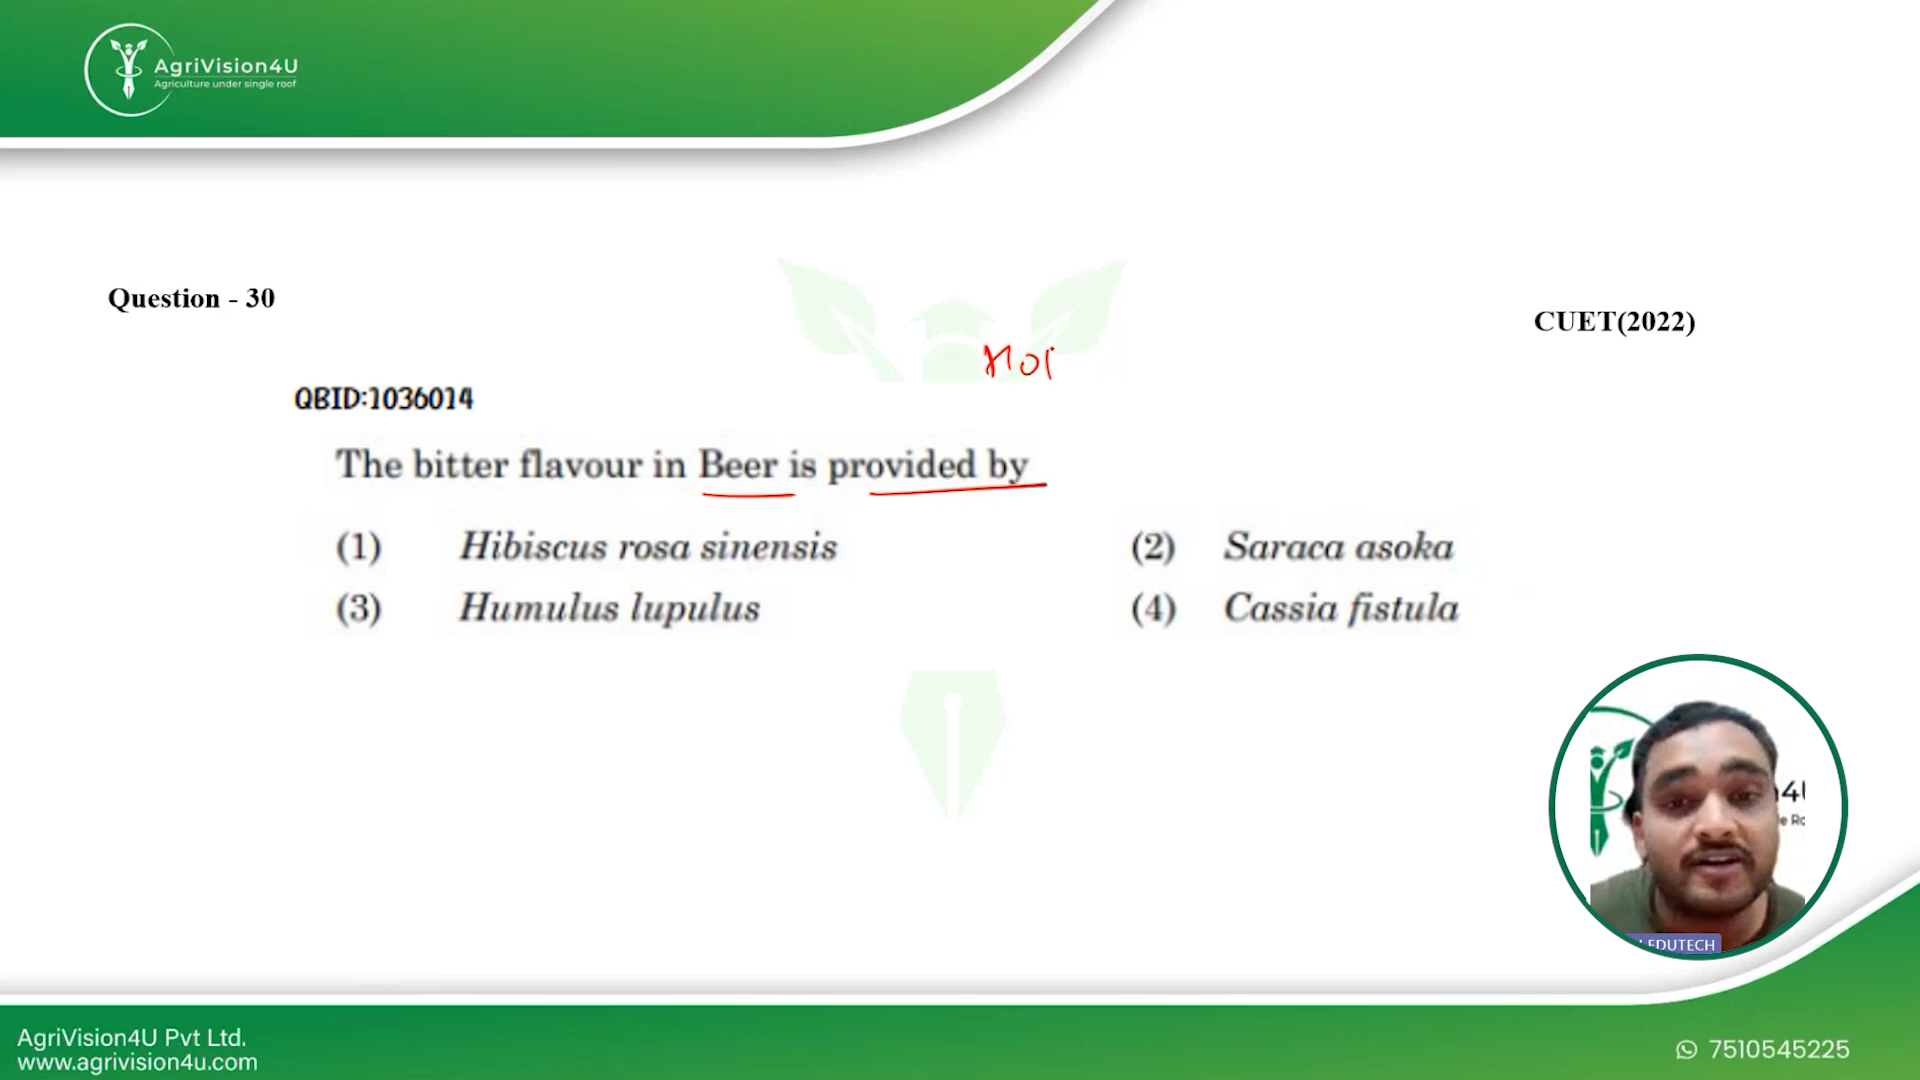 AgriVision4U
Agriculture under single roof
Question - 30
CUET(2022)
QBID:1036014
The bitter flavour in Beer is provided by
(1) Hibiscus rosa sinensis
(2) Saraca asoka
(3) Humulus lupulus
(4) Cassia fistula
EDUTECH
AgriVision4U Pvt Ltd.
www.agrivision4u.com
7510545225